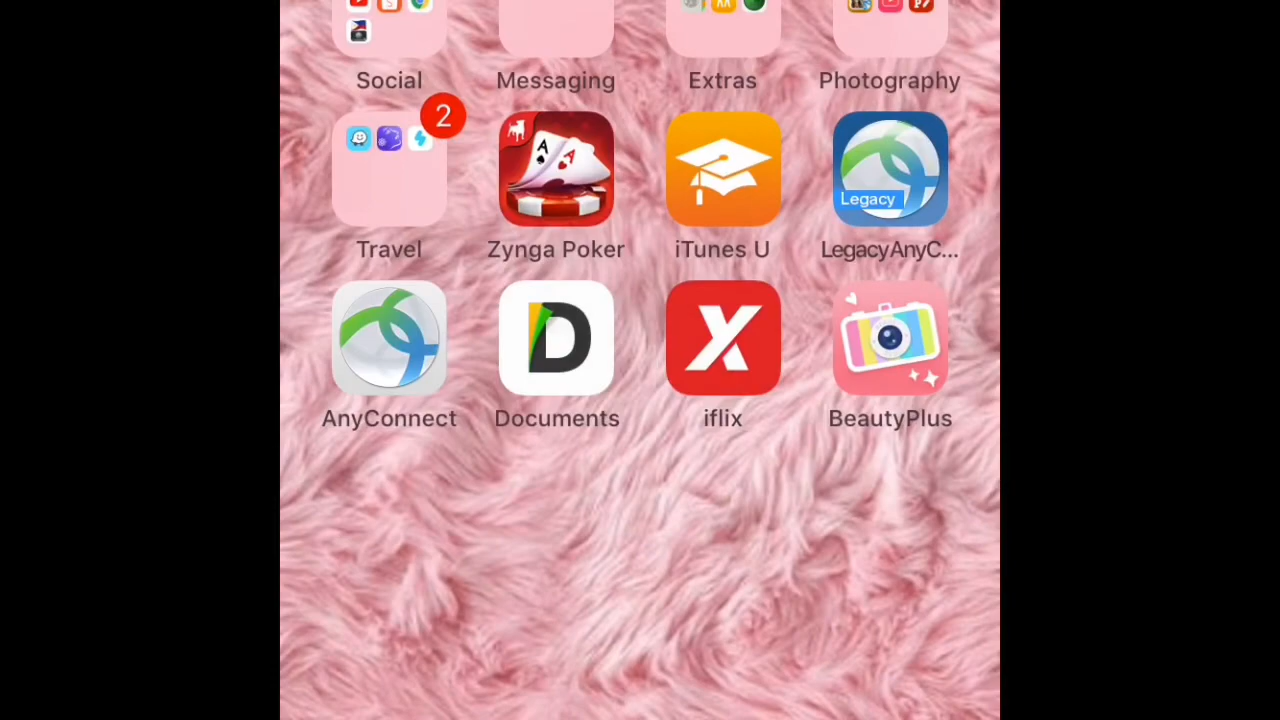 Social Messaging Extras Photography
2
A A
Legacy
Travel Zynga Poker iTunes U LegacyAnyC...
D X
AnyConnect Documents iflix BeautyPlus